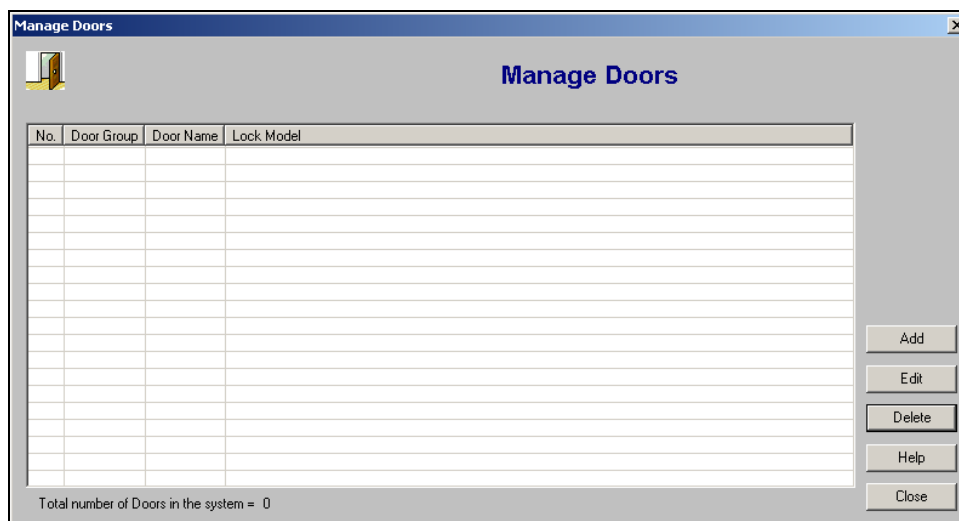 Manage Doors
Manage Doors
No. Door Group Door Name Lock Model
Add
Edit
Delete
Help
Close
Total number of Doors in the system = 0